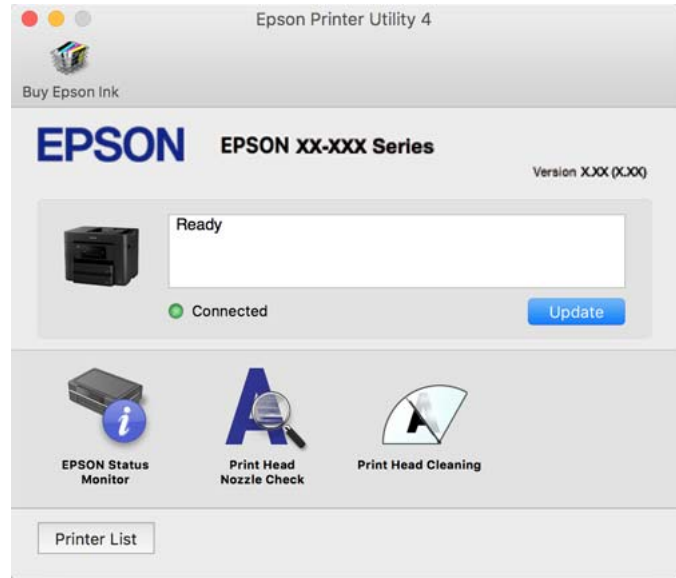 Epson Printer Utility 4
Buy Epson Ink
EPSON
EPSON XX-XXX Series
Version X.XX (X.XX)
Ready
Connected
Update
EPSON Status
Monitor
Print Head
Nozzle Check
Print Head Cleaning
Printer List